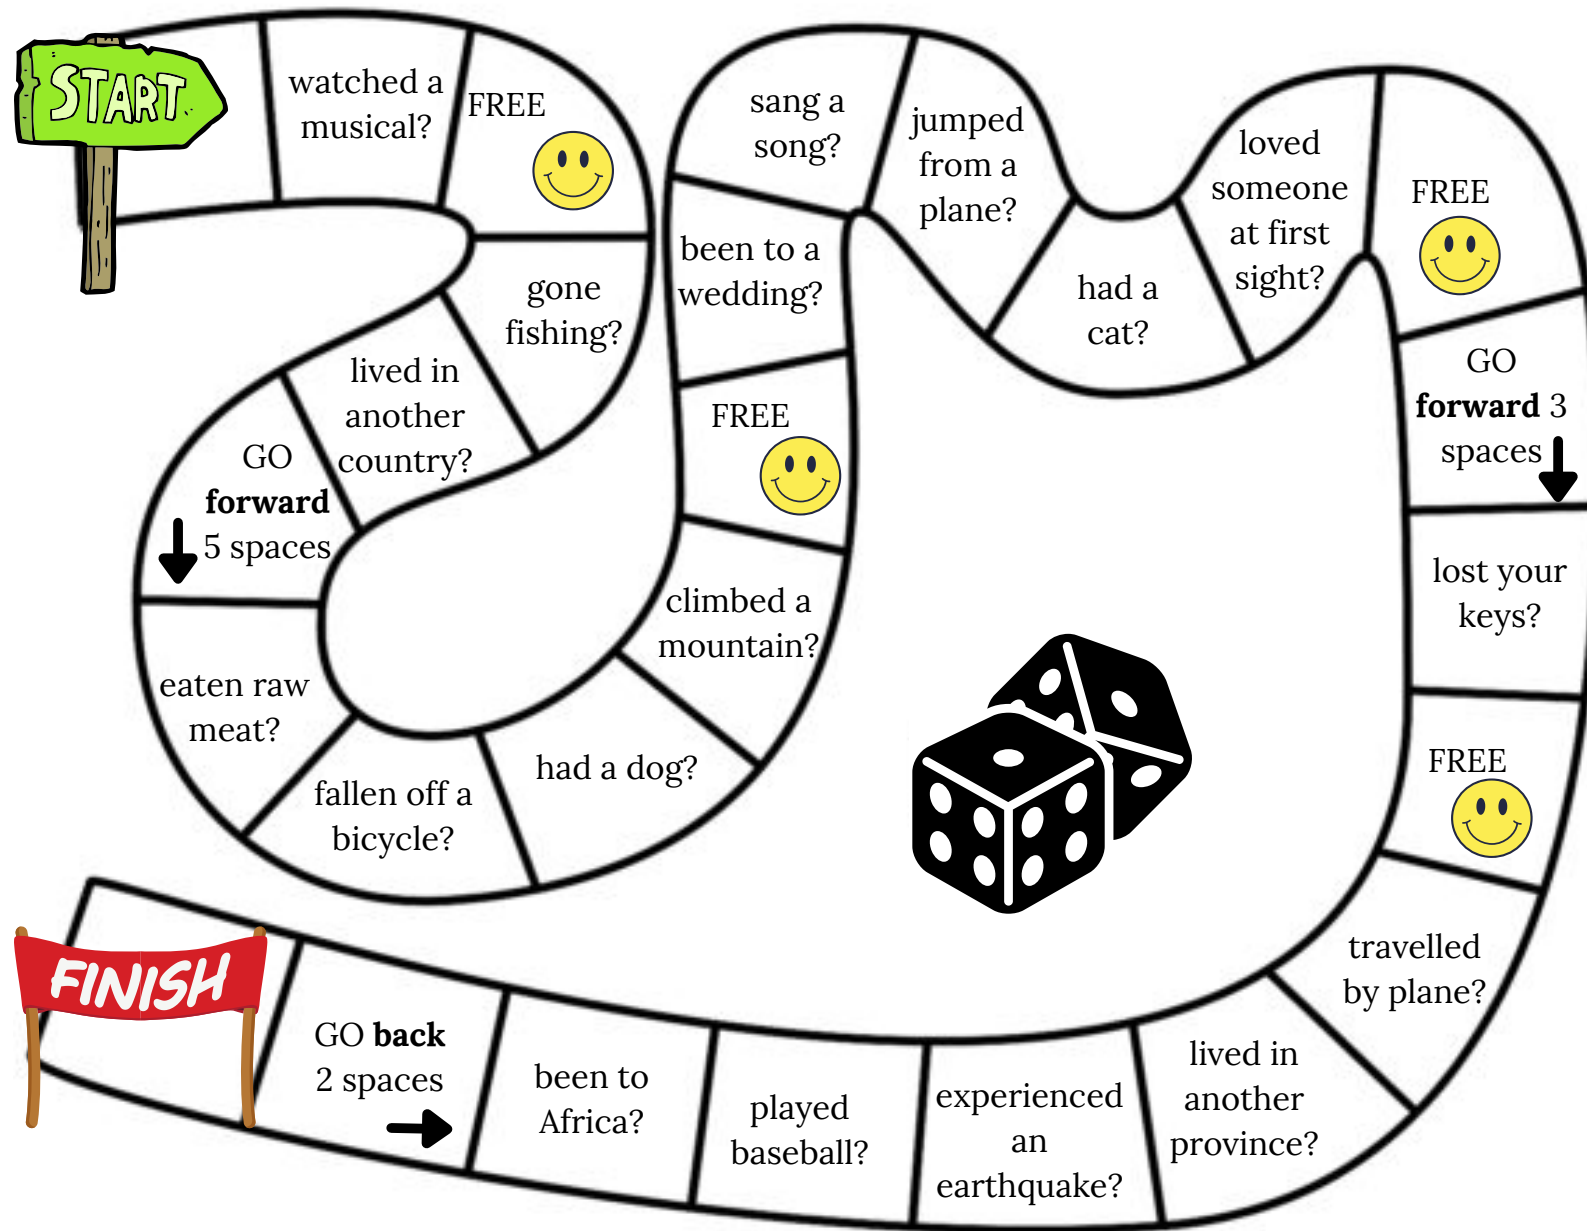 START
watched a
musical?
FREE
gone
fishing?
lived in
another
country?
GO
forward
5 spaces
eaten raw
meat?
fallen off a
bicycle?
had a dog?
climbed a
mountain?
FREE
been to a
wedding?
sang a
song?
jumped
from a
plane?
had a
cat?
loved
someone
at first
sight?
FREE
GO
forward 3
spaces
lost your
keys?
FREE
travelled
by plane?
lived in
another
province?
experienced
an
earthquake?
played
baseball?
been to
Africa?
GO back
2 spaces
FINISH